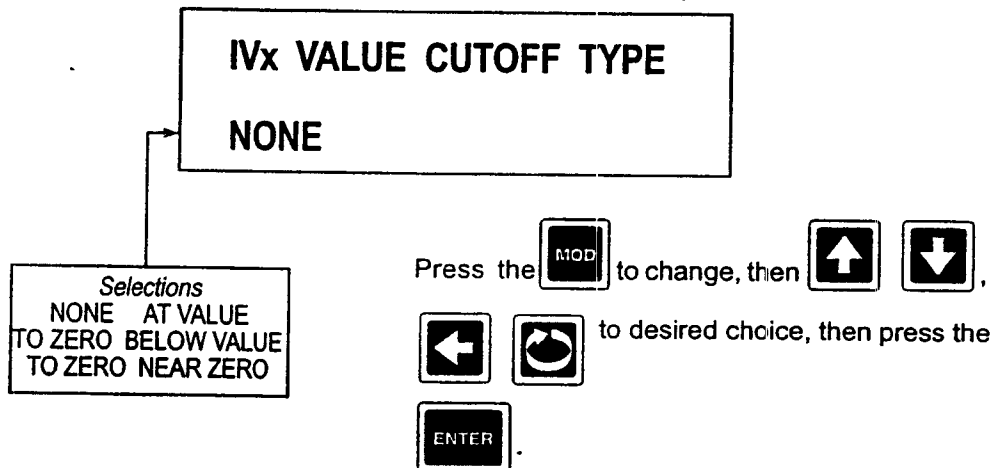 IVx VALUE CUTOFF TYPE
NONE
Selections
NONE AT VALUE
TO ZERO BELOW VALUE
TO ZERO NEAR ZERO
Press the MOD to change, then ,
to desired choice, then press the
ENTER .